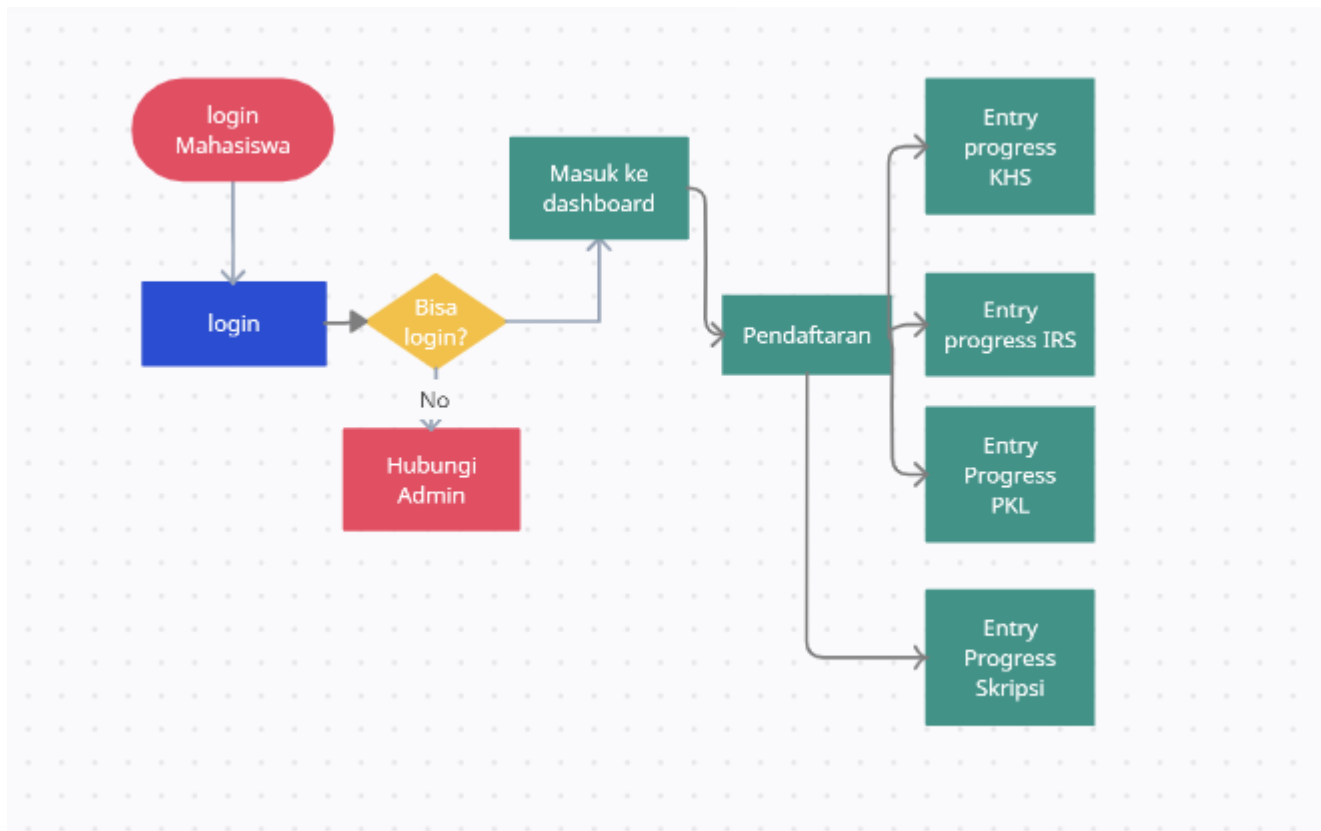 login
Mahasiswa
login
Bisa
login?
No
Hubungi
Admin
Masuk ke
dashboard
Pendaftaran
Entry
progress
KHS
Entry
progress IRS
Entry
Progress
PKL
Entry
Progress
Skripsi